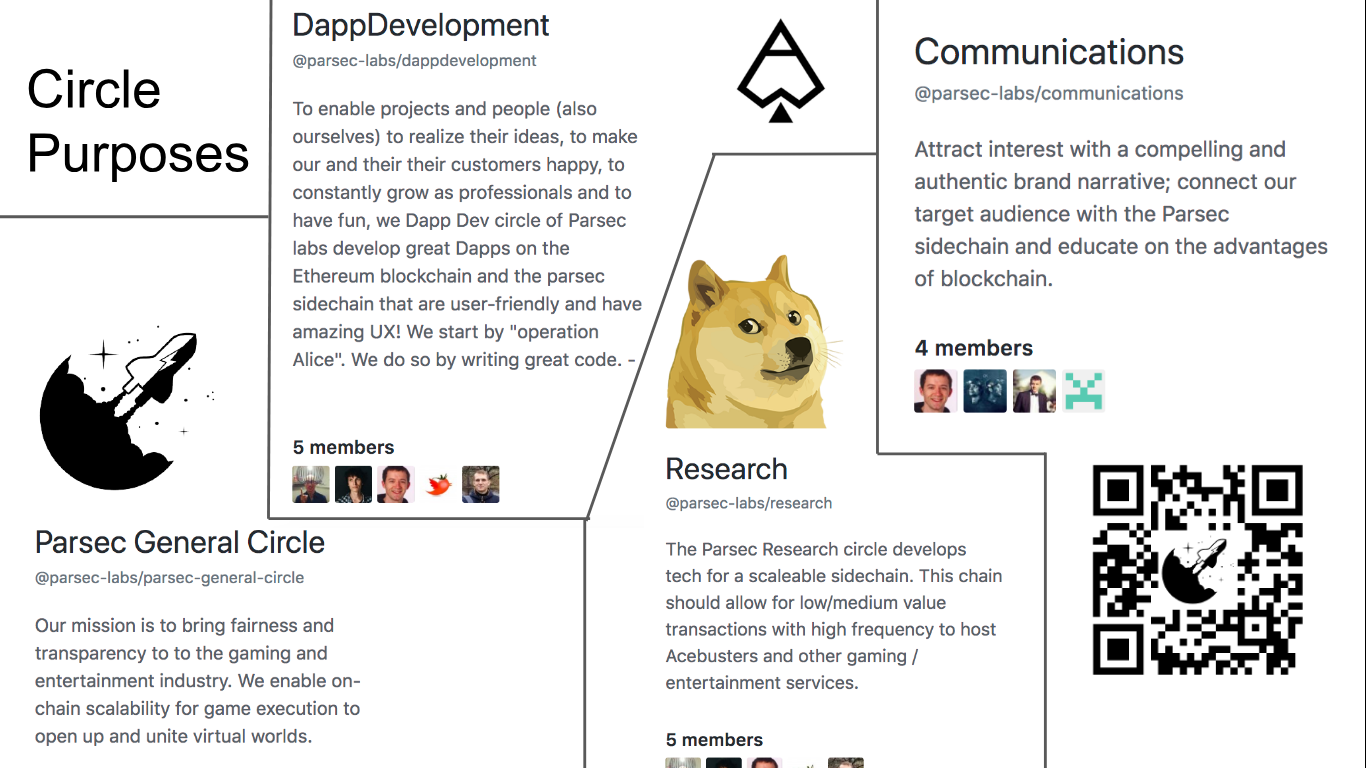 Circle
Purposes
DappDevelopment
@parsec-labs/dappdevelopment
To enable projects and people (also
ourselves) to realize their ideas, to make
our and their their customers happy, to
constantly grow as professionals and to
have fun, we Dapp Dev circle of Parsec
labs develop great Dapps on the
Ethereum blockchain and the parsec
sidechain that are user-friendly and have
amazing UX! We start by "operation
Alice". We do so by writing great code. -
5 members
Communications
@parsec-labs/communications
Attract interest with a compelling and
authentic brand narrative; connect our
target audience with the Parsec
sidechain and educate on the advantages
of blockchain.
4 members
Parsec General Circle
@parsec-labs/parsec-general-circle
Our mission is to bring fairness and
transparency to to the gaming and
entertainment industry. We enable on-
chain scalability for game execution to
open up and unite virtual worlds.
Research
@parsec-labs/research
The Parsec Research circle develops
tech for a scaleable sidechain. This chain
should allow for low/medium value
transactions with high frequency to host
Acebusters and other gaming /
entertainment services.
5 members